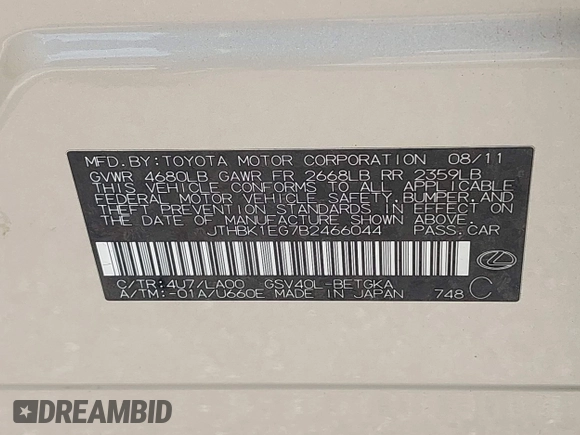 MFD.BY:TOYOTA MOTOR CORPORATION 08/11
GVWR 4680LB GAWR FR 2668LB RR 2359LB
THIS VEHICLE CONFORMS TO ALL APPLICABLE
FEDERAL MOTOR VEHICLE SAFETY,BUMPER,AND
THEFT PREVENTION STANDARDS IN EFFECT ON
THE DATE OF MANUFACTURE SHOWN ABOVE.
JTHBK1EG7B2466044 PASS.CAR
C/TR:4U7/LA00 GSV40L-BETGKA
A/TM:-01A/U660E MADE IN JAPAN 748 C
DREAMBID